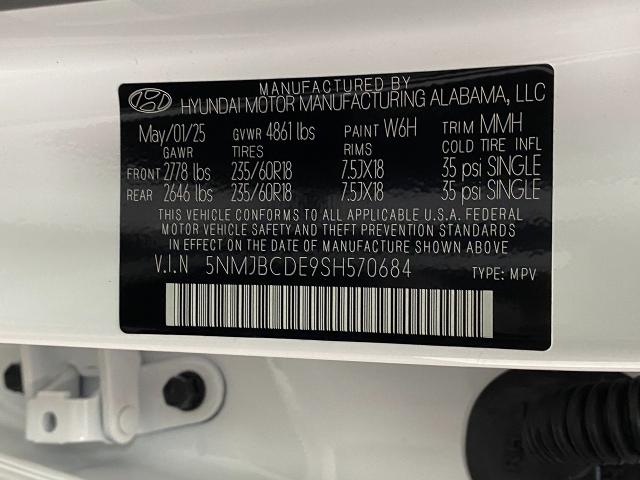 MANUFACTURED BY
HYUNDAI MOTOR MANUFACTURING ALABAMA, LLC
May/01/25 GVWR 4861 lbs PAINT W6H TRIM MMH
GAWR TIRES RIMS COLD TIRE INFL
FRONT 2778 lbs 235/60R18 7.5JX18 35 psi SINGLE
REAR 2646 lbs 235/60R18 7.5JX18 35 psi SINGLE
THIS VEHICLE CONFORMS TO ALL APPLICABLE U.S.A. FEDERAL
MOTOR VEHICLE SAFETY, BUMPER, AND THEFT PREVENTION STANDARDS
IN EFFECT ON THE DATE OF MANUFACTURE SHOWN ABOVE.
V.I.N 5NMJBCDE9SH570684 TYPE: MPV